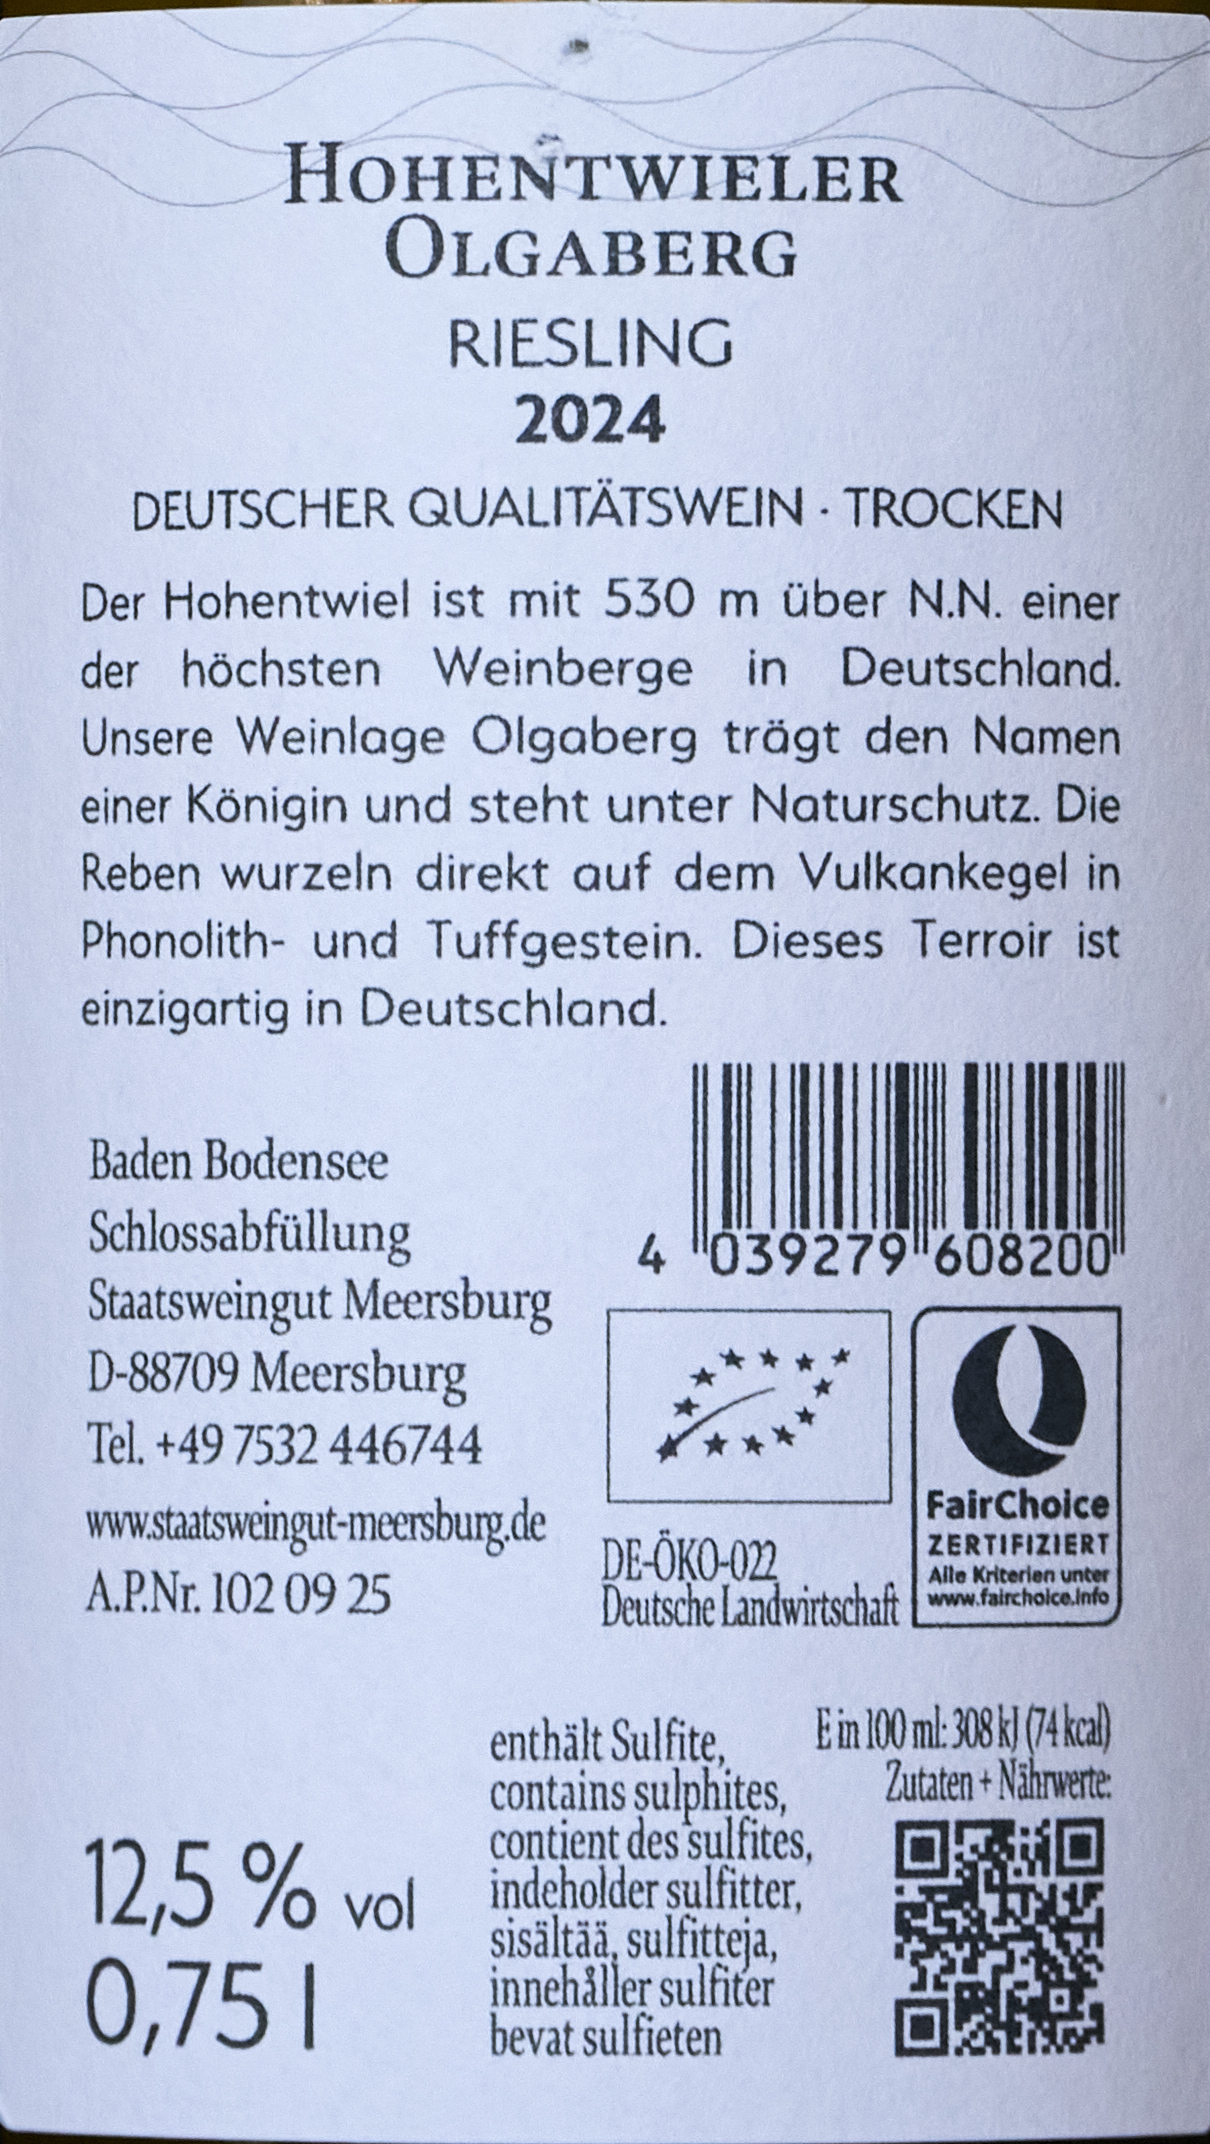 HOHENTWIELER
OLGABERG
RIESLING
2024
DEUTSCHER QUALITÄTSWEIN · TROCKEN
Der Hohentwiel ist mit 530 m über N.N. einer
der höchsten Weinberge in Deutschland.
Unsere Weinlage Olgaberg trägt den Namen
einer Königin und steht unter Naturschutz. Die
Reben wurzeln direkt auf dem Vulkankegel in
Phonolith- und Tuffgestein. Dieses Terroir ist
einzigartig in Deutschland.
Baden Bodensee
Schlossabfüllung
Staatsweingut Meersburg
D-88709 Meersburg
Tel. +49 7532 446744
www.staatsweingut-meersburg.de
A.P.Nr. 102 09 25
4 039279 608200
DE-ÖKO-022
Deutsche Landwirtschaft
FairChoice
ZERTIFIZIERT
Alle Kriterien unter
www.fairchoice.info
12,5 % vol
0,75 l
enthält Sulfite,
contains sulphites,
contient des sulfites,
indeholder sulfitter,
sisältää, sulfitteja,
innehåller sulfiter
bevat sulfieten
E in 100 ml: 308 kJ (74 kcal)
Zutaten + Nährwerte: